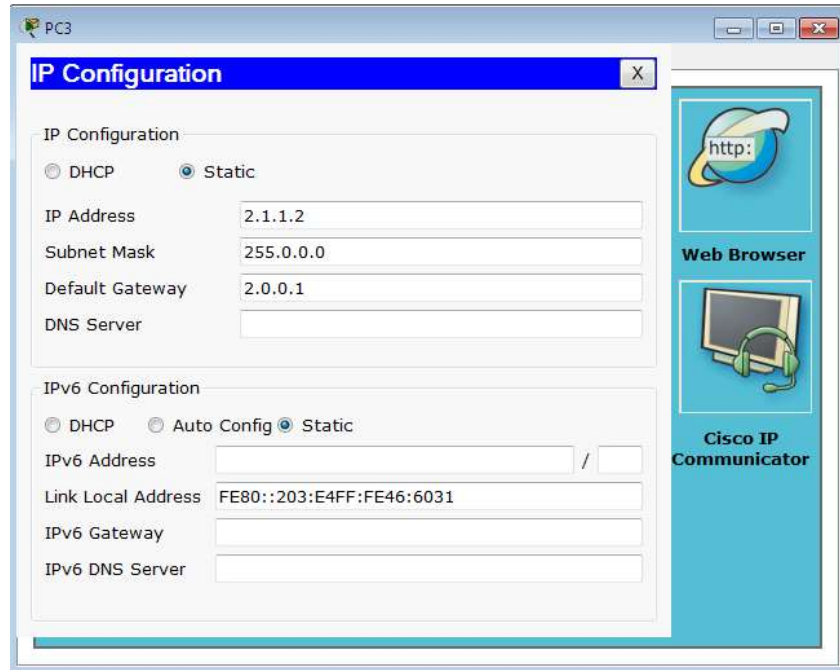 PC3
IP Configuration
X
IP Configuration
DHCP Static
IP Address 2.1.1.2
Subnet Mask 255.0.0.0
Default Gateway 2.0.0.1
DNS Server
IPv6 Configuration
DHCP Auto Config Static
IPv6 Address /
Link Local Address FE80::203:E4FF:FE46:6031
IPv6 Gateway
IPv6 DNS Server
http:
Web Browser
Cisco IP
Communicator